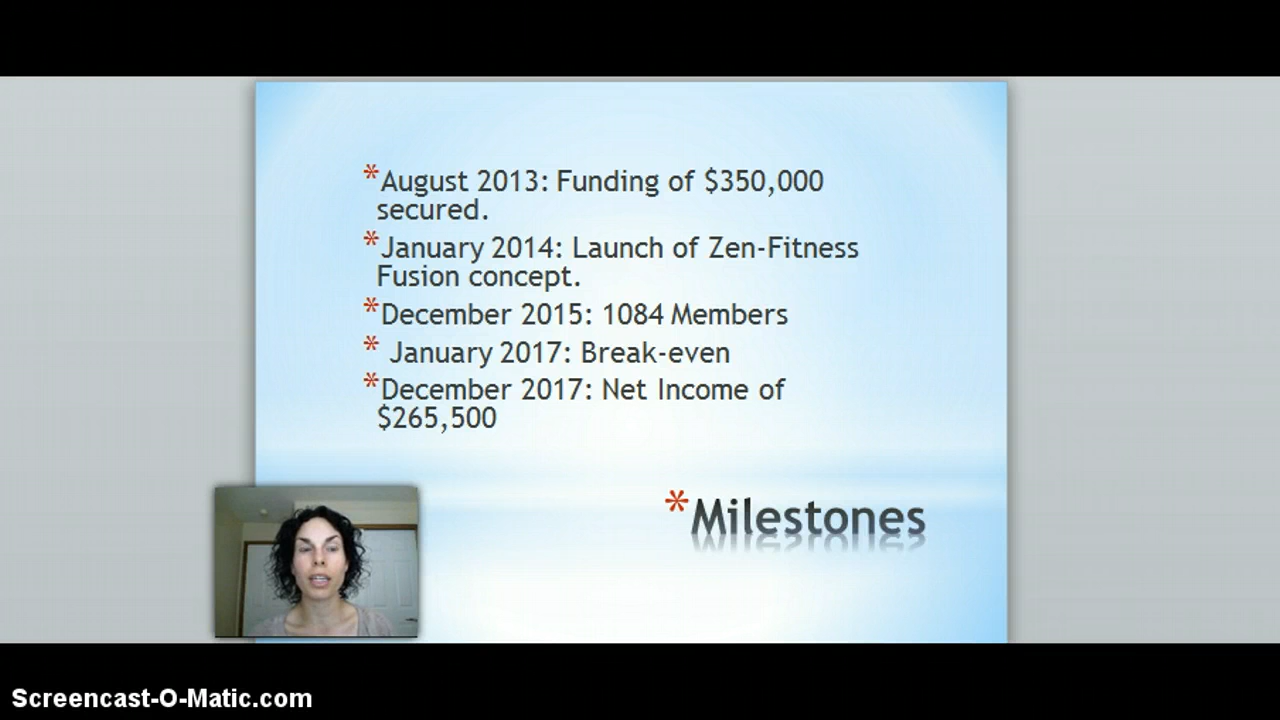 *August 2013: Funding of $350,000
secured.
*January 2014: Launch of Zen-Fitness
Fusion concept.
*December 2015: 1084 Members
* January 2017: Break-even
*December 2017: Net Income of
$265,500
*Milestones
Screencast-O-Matic.com